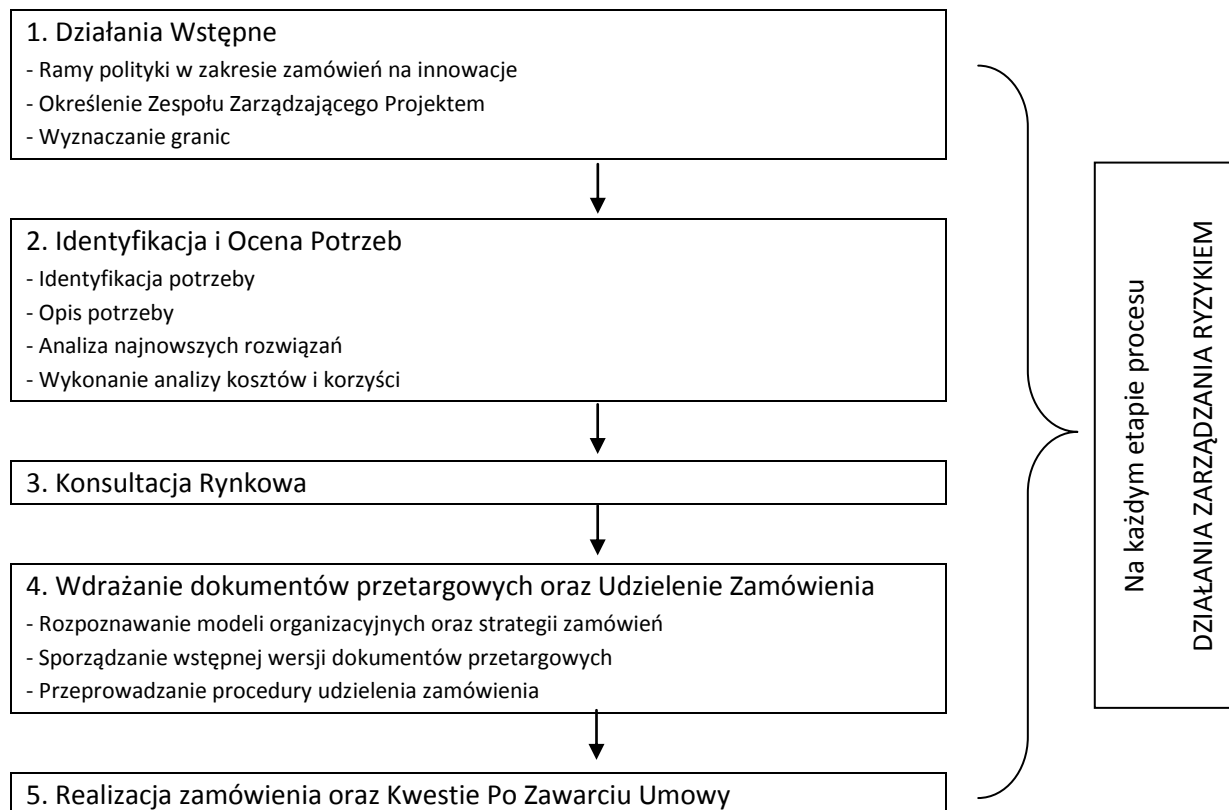 1. Działania Wstępne
- Ramy polityki w zakresie zamówień na innowacje
- Określenie Zespołu Zarządzającego Projektem
- Wyznaczanie granic
2. Identyfikacja i Ocena Potrzeb
- Identyfikacja potrzeby
- Opis potrzeby
- Analiza najnowszych rozwiązań
- Wykonanie analizy kosztów i korzyści
3. Konsultacja Rynkowa
4. Wdrażanie dokumentów przetargowych oraz Udzielenie Zamówienia
- Rozpoznawanie modeli organizacyjnych oraz strategii zamówień
- Sporządzanie wstępnej wersji dokumentów przetargowych
- Przeprowadzanie procedury udzielenia zamówienia
5. Realizacja zamówienia oraz Kwestie Po Zawarciu Umowy
Na każdym etapie procesu
DZIAŁANIA ZARZĄDZANIA RYZYKIEM